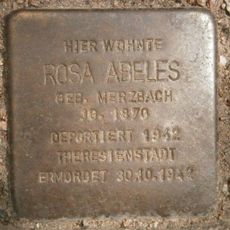 HIER WOHNTE
ROSA ABELES
GEB. MERZBACH
JG. 1870
DEPORTIERT 1942
THERESIENSTADT
ERMORDET 30.10.1942